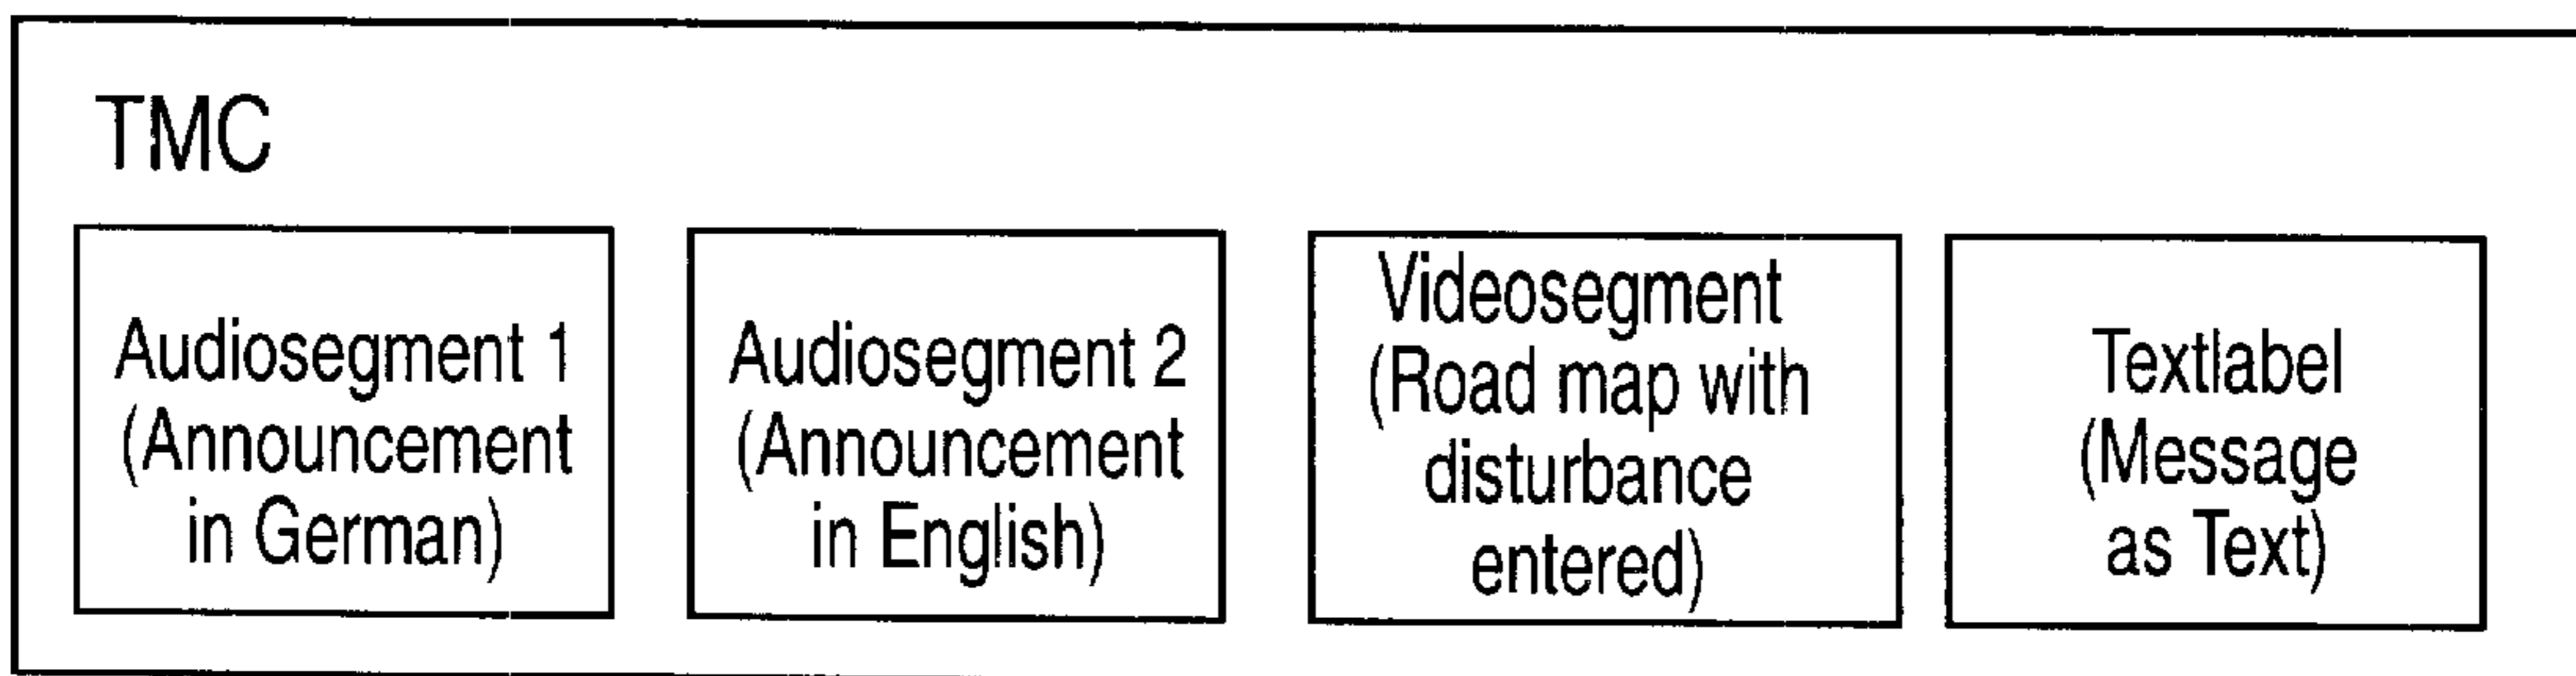 TMC
Audiosegment 1
(Announcement
in German)
Audiosegment 2
(Announcement
in English)
Videosegment
(Road map with
disturbance
entered)
Textlabel
(Message
as Text)